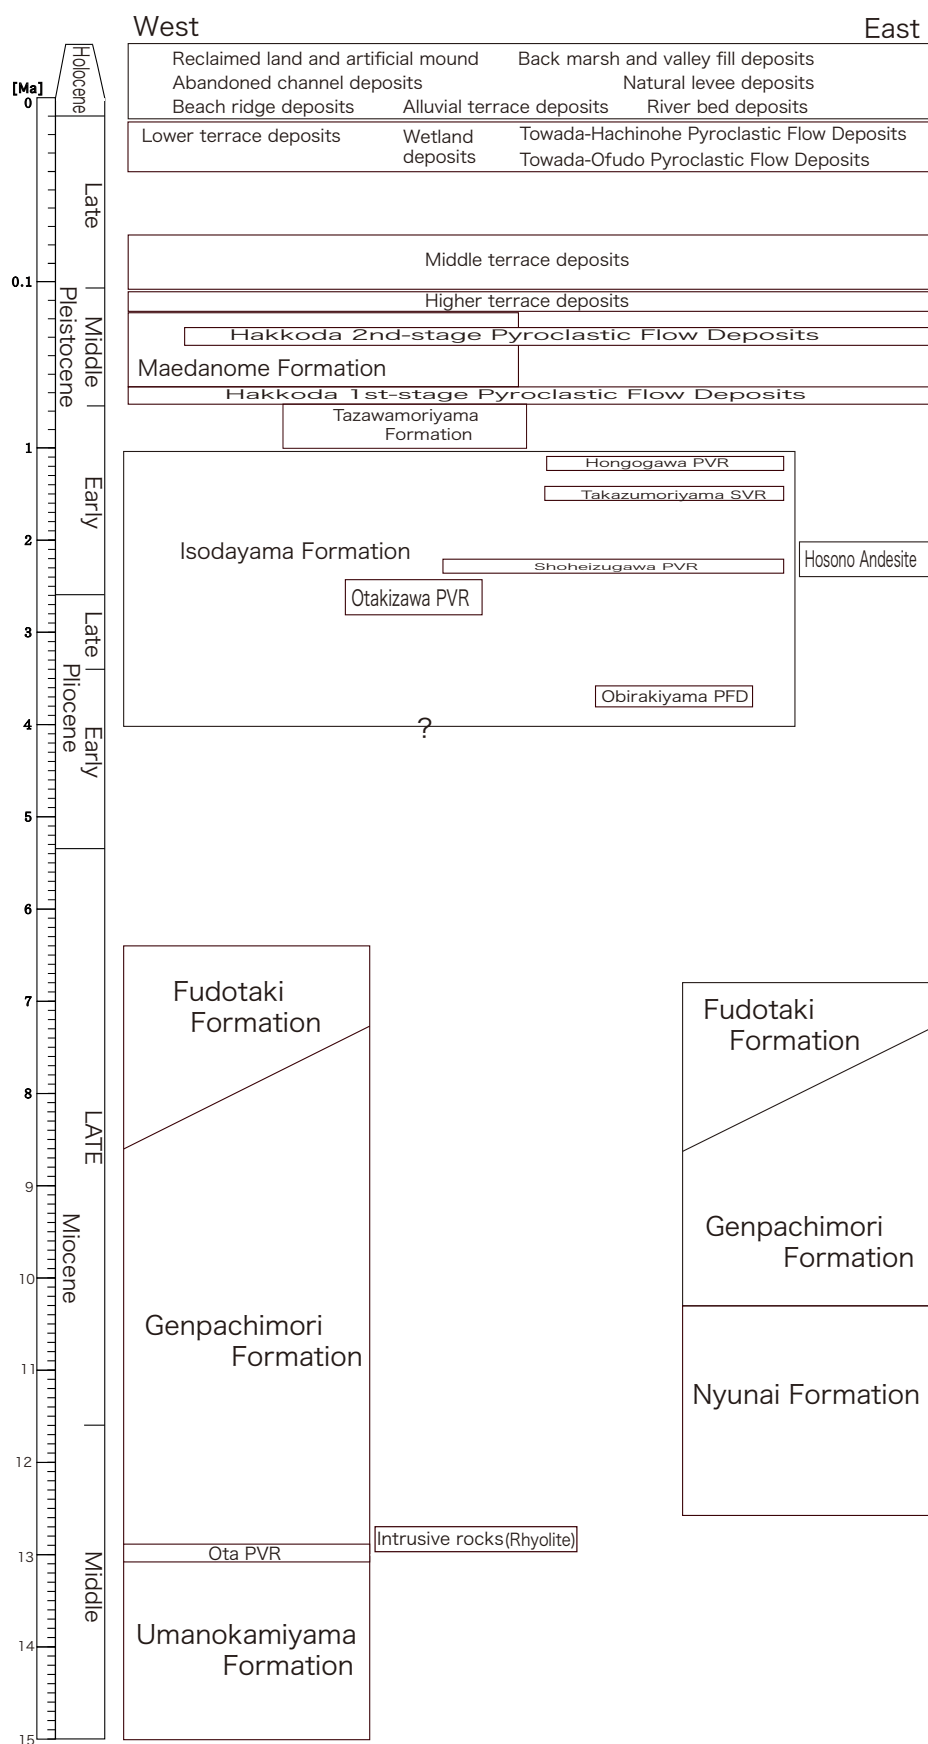 West
East
Holocene
[Ma]
0
Reclaimed land and artificial mound
Back marsh and valley fill deposits
Abandoned channel deposits
Natural levee deposits
Beach ridge deposits
Alluvial terrace deposits
River bed deposits
Lower terrace deposits
Wetland
deposits
Towada-Hachinohe Pyroclastic Flow Deposits
Towada-Ofudo Pyroclastic Flow Deposits
Late
Middle terrace deposits
0.1
Higher terrace deposits
Pleistocene
Middle
Hakkoda 2nd-stage Pyroclastic Flow Deposits
Maedanome Formation
Hakkoda 1st-stage Pyroclastic Flow Deposits
Tazawamoriyama
Formation
1
Early
Hongogawa PVR
Takazumoriyama SVR
2
Isodayama Formation
Shoheizugawa PVR
Hosono Andesite
Otakizawa PVR
Late
3
Pliocene
Obirakiyama PFD
4
Early
?
5
6
Fudotaki
Formation
7
Fudotaki
Formation
8
LATE
9
Miocene
Genpachimori
Formation
10
Genpachimori
Formation
11
Nyunai Formation
12
Intrusive rocks(Rhyolite)
13
Ota PVR
Middle
14
Umanokamiyama
Formation
15